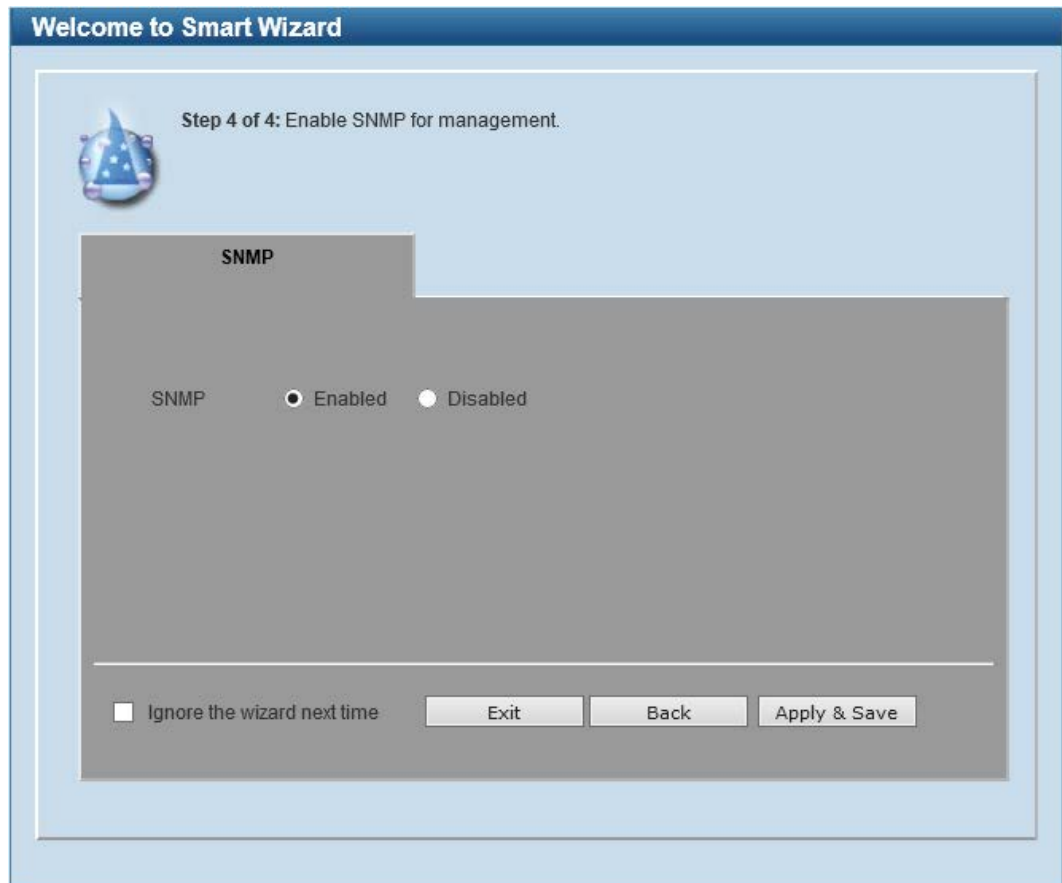 Welcome to Smart Wizard
Step 4 of 4: Enable SNMP for management.
SNMP
SNMP Enabled Disabled
Ignore the wizard next time Exit Back Apply & Save